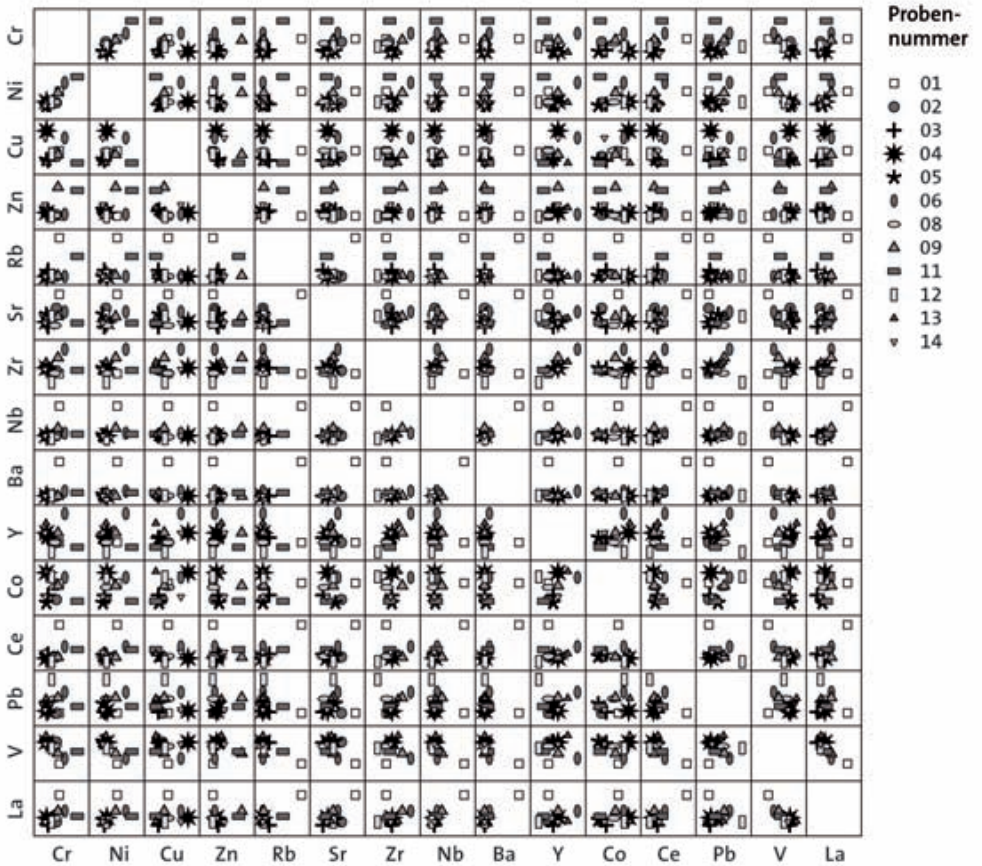 Proben-
nummer
01
02
03
04
05
06
08
09
11
12
13
14
Cr
Ni
Cu
Zn
Rb
Sr
Zr
Nb
Ba
Y
Co
Ce
Pb
V
La
Cr Ni Cu Zn Rb Sr Zr Nb Ba Y Co Ce Pb V La